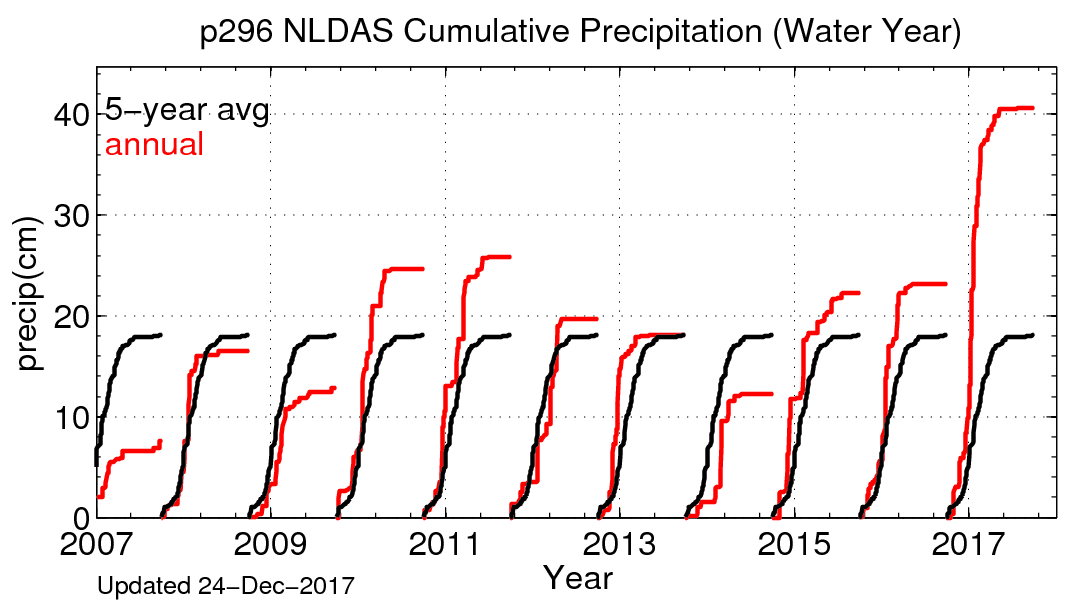 p296 NLDAS Cumulative Precipitation (Water Year)
5−year avg
annual
precip(cm)
40
30
20
10
0
2007 2009 2011 2013 2015 2017
Year
Updated 24−Dec−2017